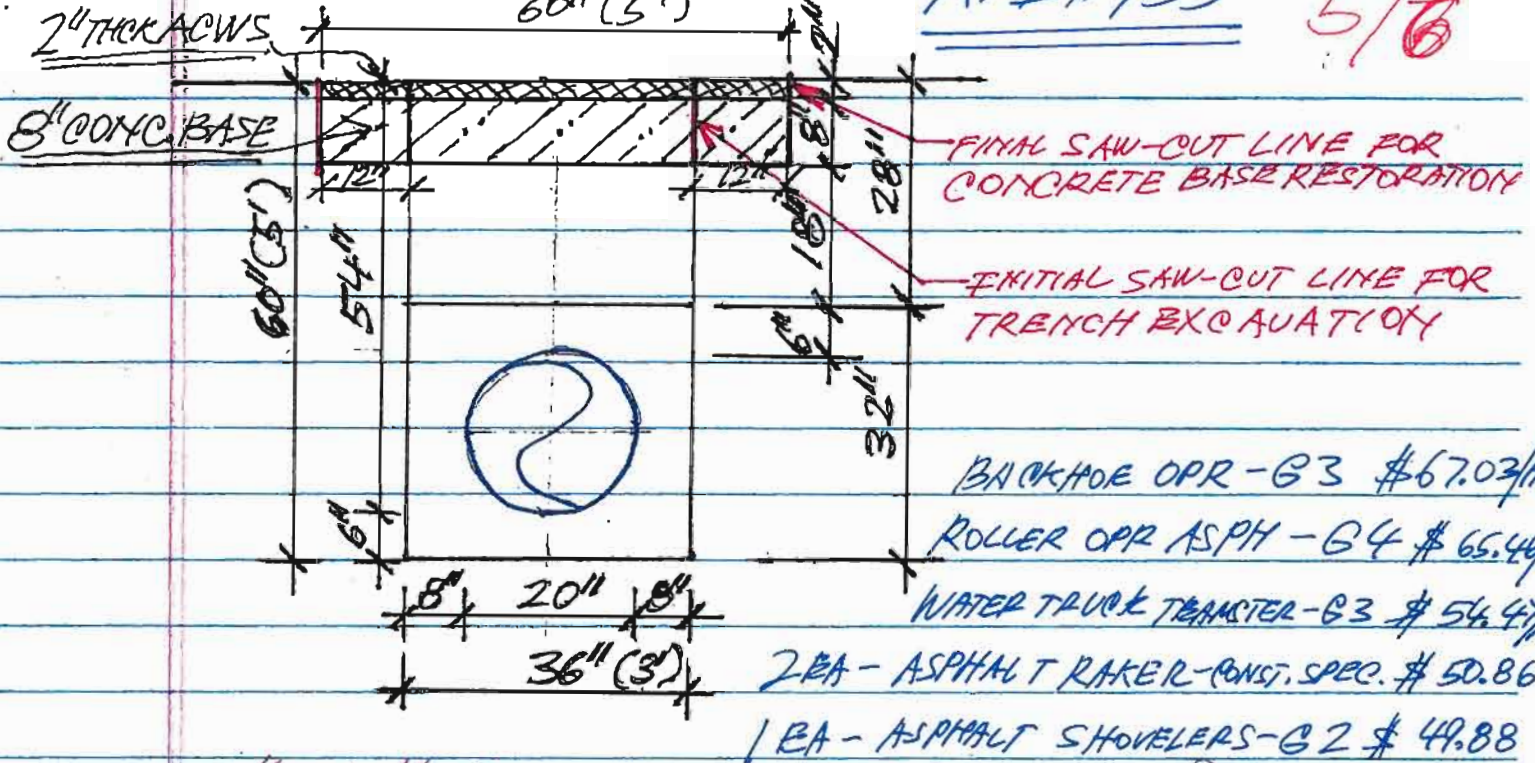 60" (5')
5/6
2" THCK ACWS
2"
8" CONC. BASE
8"
12"
12"
28"
18"
FINAL SAW-CUT LINE FOR
CONCRETE BASE RESTORATION
60" (5')
54"
INITIAL SAW-CUT LINE FOR
TRENCH EXCAVATION
6"
32"
6"
8" 20" 8"
36" (3')
BACKHOE OPR - G3 $67.03/
ROLLER OPR ASPH - G4 $65.46
WATER TRUCK TEAMSTER - G3 $54.47/
2 EA - ASPHALT RAKER - CONST. SPEC. $50.86
1 EA - ASPHALT SHOVELERS - G2 $49.88